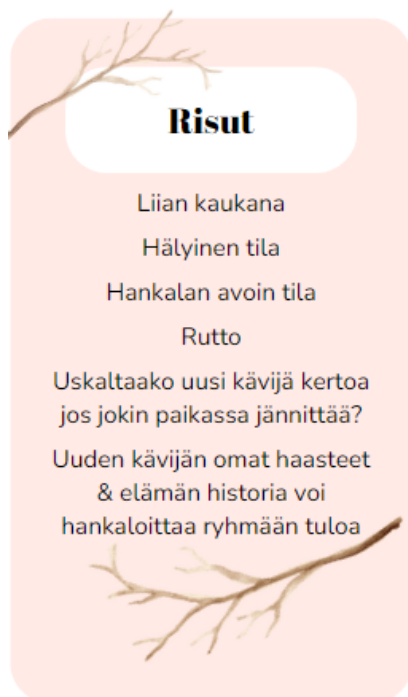 Risut
Liian kaukana
Hälyinen tila
Hankalan avoin tila
Rutto
Uskaltaako uusi kävijä kertoa
jos jokin paikassa jännittää?
Uuden kävijän omat haasteet
& elämän historia voi
hankaloittaa ryhmään tuloa